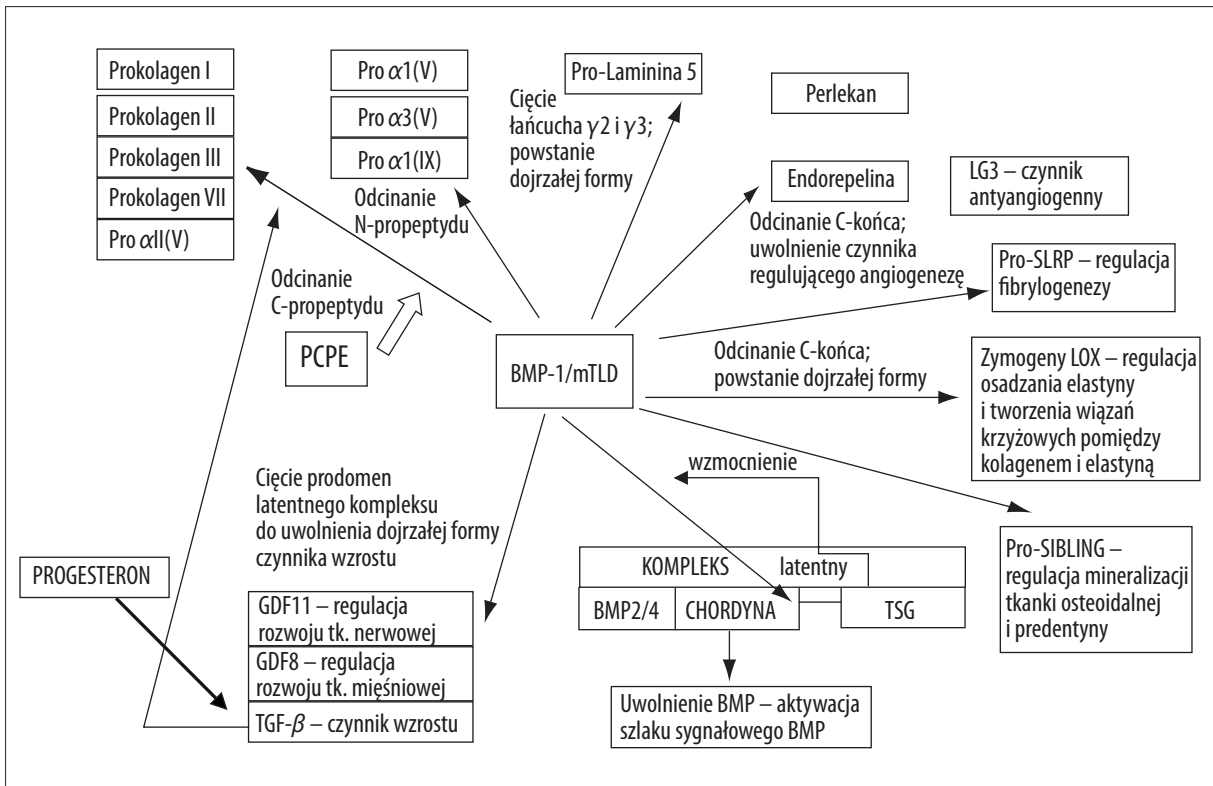 Prokolagen I
Prokolagen II
Prokolagen III
Prokolagen VII
Pro αII(V)
Pro α1(V)
Pro α3(V)
Pro α1(IX)
Odcinanie
N-propeptydu
Pro-Laminina 5
Cięcie
łańcucha γ2 i γ3;
powstanie
dojrzałej formy
Perlekan
Endorepelina
LG3 – czynnik
antyangiogenny
Odcinanie C-końca;
uwolnienie czynnika
regulującego angiogenezę
Pro-SLRP – regulacja
fibrylogenezy
Odcinanie
C-propeptydu
PCPE
BMP-1/mTLD
Odcinanie C-końca;
powstanie dojrzałej formy
Zymogeny LOX – regulacja
osadzania elastyny
i tworzenia wiązań
krzyżowych pomiędzy
kolagenem i elastyną
Cięcie prodomen
latentnego kompleksu
do uwolnienia dojrzałej formy
czynnika wzrostu
wzmocnienie
PROGESTERON
GDF11 – regulacja
rozwoju tk. nerwowej
GDF8 – regulacja
rozwoju tk. mięśniowej
TGF-β – czynnik wzrostu
KOMPLEKS latentny
BMP2/4 CHORDYNA TSG
Uwolnienie BMP – aktywacja
szlaku sygnałowego BMP
Pro-SIBLING –
regulacja mineralizacji
tkanki osteoidalnej
i predentyny